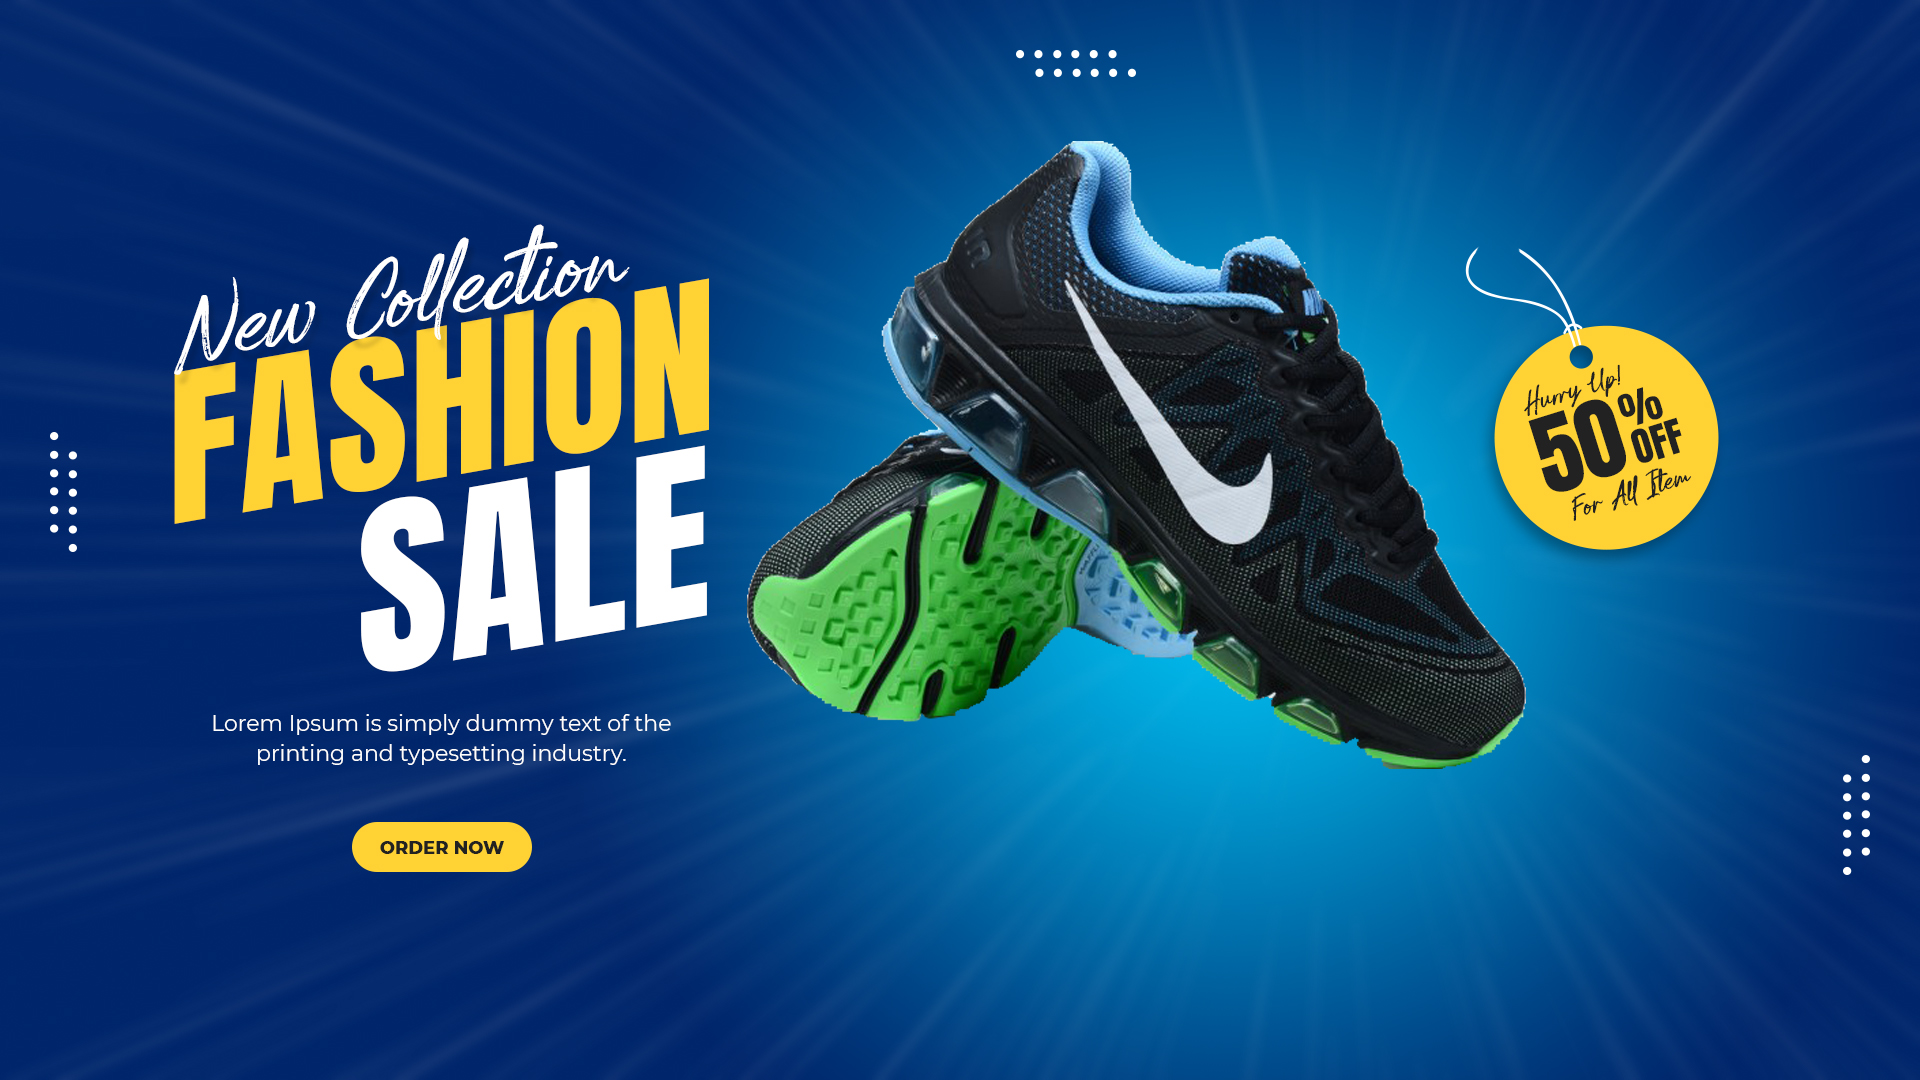 New Collection
FASHION
SALE
Lorem Ipsum is simply dummy text of the
printing and typesetting industry.
ORDER NOW
Hurry Up!
50% OFF
For All Item